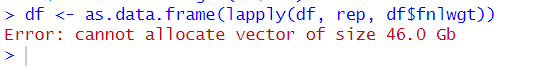 > df <- as.data.frame(lapply(df, rep, df$fnlwgt))
Error: cannot allocate vector of size 46.0 Gb
>